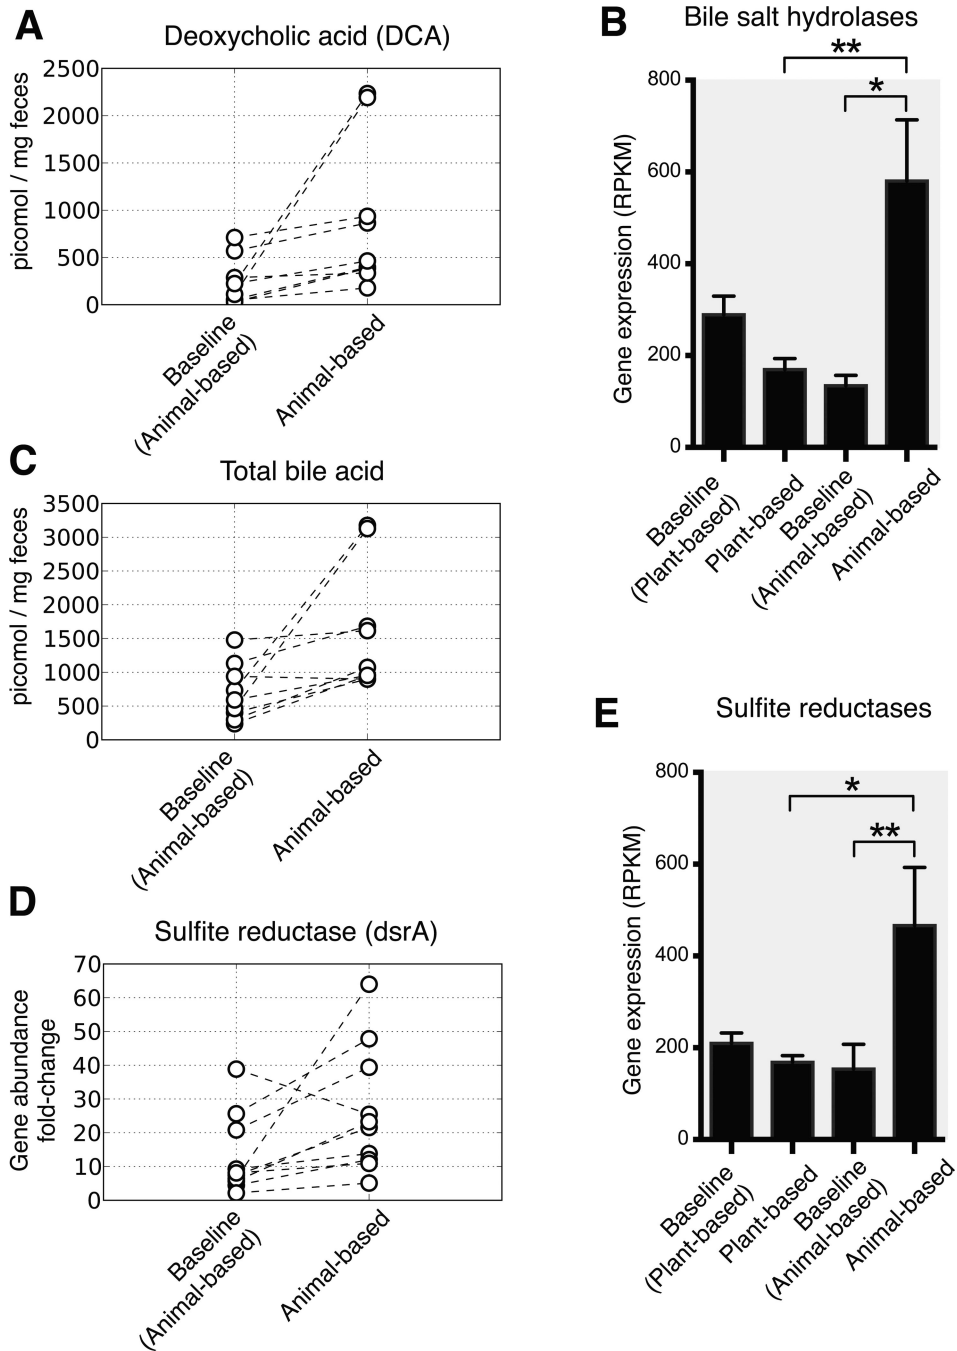 A
Deoxycholic acid (DCA)
2500
2000
1500
1000
500
0
picomol / mg feces
Baseline
(Animal-based)
Animal-based
B
Bile salt hydrolases
**
*
800
600
400
200
0
Gene expression (RPKM)
Baseline
(Plant-based)
Plant-based
Baseline
(Animal-based)
Animal-based
C
Total bile acid
3500
3000
2500
2000
1500
1000
500
0
picomol / mg feces
Baseline
(Animal-based)
Animal-based
D
Sulfite reductase (dsrA)
70
60
50
40
30
20
10
0
Gene abundance
fold-change
Baseline
(Animal-based)
Animal-based
E
Sulfite reductases
*
**
800
600
400
200
0
Gene expression (RPKM)
Baseline
(Plant-based)
Plant-based
Baseline
(Animal-based)
Animal-based